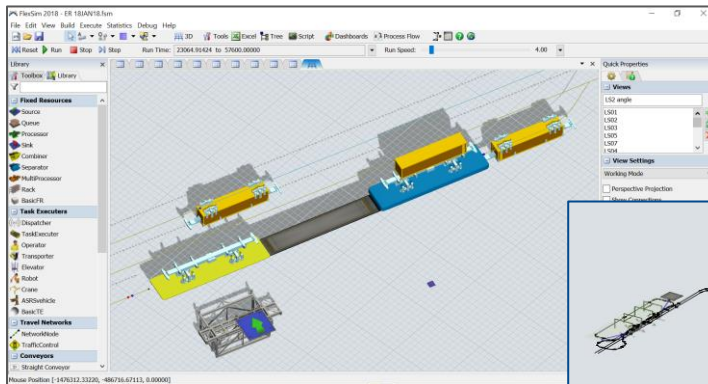 FlexSim 2018 - ER 18JAN18.fsm
File Edit View Build Execute Statistics Debug Help
3D Tools Excel Tree Script Dashboards Process Flow
Reset Run Stop Step Run Time: 23064.91424 to 57600.00000 Run Speed: 4.00
Library
Toolbox Library
Fixed Resources
Source
Queue
Processor
Sink
Combiner
Separator
MultiProcessor
Rack
BasicFR
Task Executers
Dispatcher
TaskExecuter
Operator
Transporter
Elevator
Robot
Crane
ASRSvehicle
BasicTE
Travel Networks
NetworkNode
TrafficControl
Conveyors
Straight Conveyor
Mouse Position [-1476312.33220, -486716.67113, 0.00000]
Quick Properties
Views
LS2 angle
LS01
LS02
LS03
LS05
LS07
LS04
View Settings
Working Mode
Perspective Projection
Show Connections